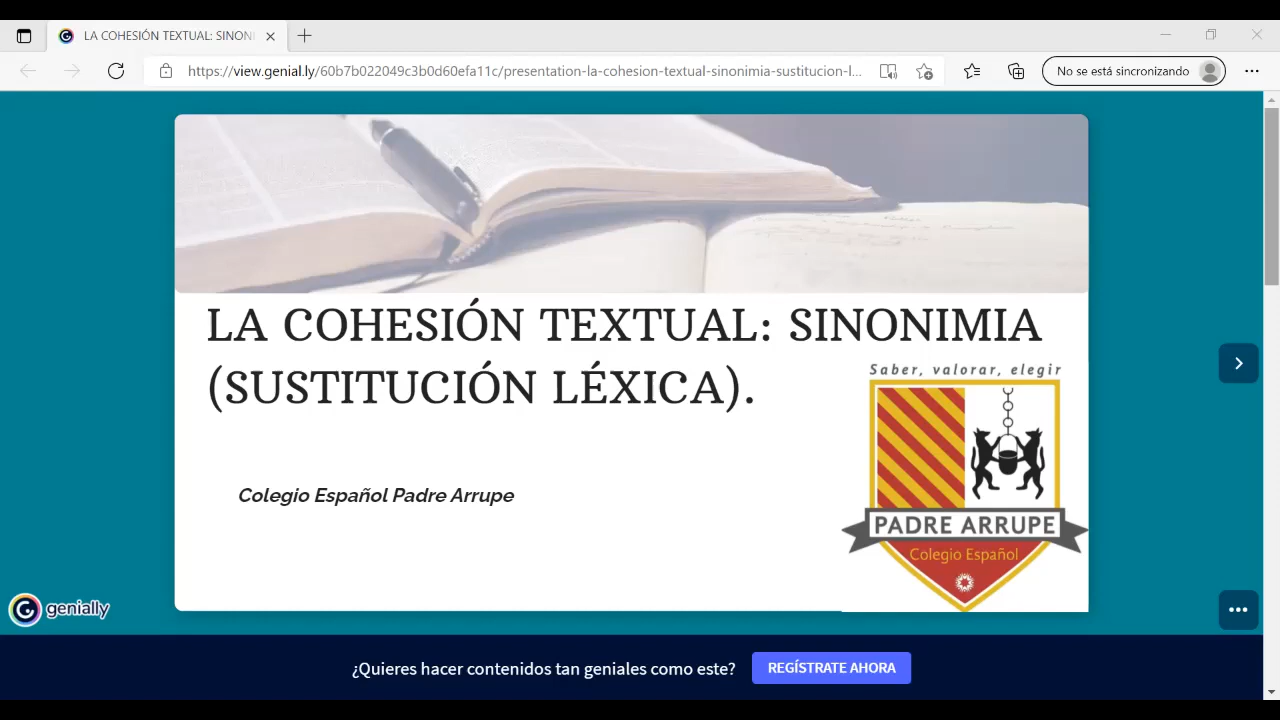 LA COHESIÓN TEXTUAL: SINONI
https://view.genial.ly/60b7b022049c3b0d60efa11c/presentation-la-cohesion-textual-sinonimia-sustitucion-l...
No se está sincronizando
LA COHESIÓN TEXTUAL: SINONIMIA
(SUSTITUCIÓN LÉXICA).
Saber, valorar, elegir
Colegio Español Padre Arrupe
PADRE ARRUPE
Colegio Español
genially
¿Quieres hacer contenidos tan geniales como este?
REGÍSTRATE AHORA